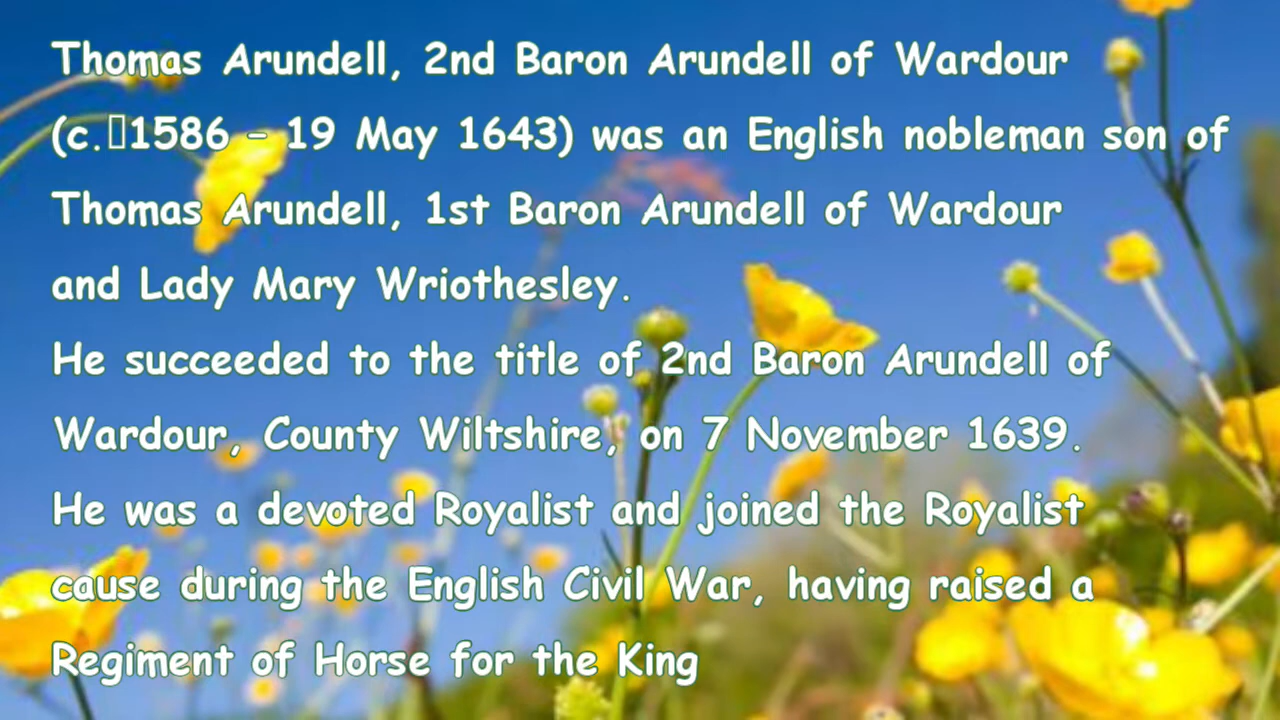 Thomas Arundell, 2nd Baron Arundell of Wardour
(c. 1586 – 19 May 1643) was an English nobleman son of
Thomas Arundell, 1st Baron Arundell of Wardour
and Lady Mary Wriothesley.
He succeeded to the title of 2nd Baron Arundell of
Wardour, County Wiltshire, on 7 November 1639.
He was a devoted Royalist and joined the Royalist
cause during the English Civil War, having raised a
Regiment of Horse for the King